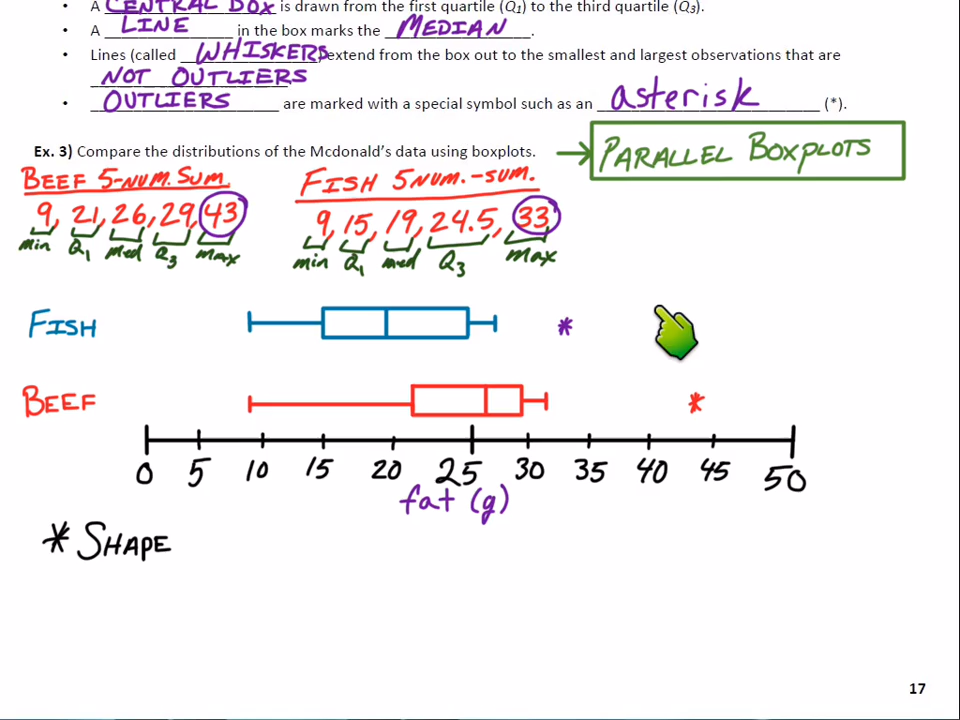 • A CENTRAL BOX is drawn from the first quartile (Q1) to the third quartile (Q3).
• A LINE in the box marks the MEDIAN.
• Lines (called WHISKERS) extend from the box out to the smallest and largest observations that are
NOT OUTLIERS
• OUTLIERS are marked with a special symbol such as an asterisk (*).
Ex. 3) Compare the distributions of the Mcdonald's data using boxplots.
→ PARALLEL BOXPLOTS
BEEF 5-NUM. SUM.
FISH 5NUM.-SUM.
9, 21, 26, 29, 43
9, 15, 19, 24.5, 33
min Q1 Med Q3 Max
min Q1 med Q3 Max
FISH *
BEEF *
0 5 10 15 20 25 30 35 40 45 50
fat (g)
* SHAPE
17